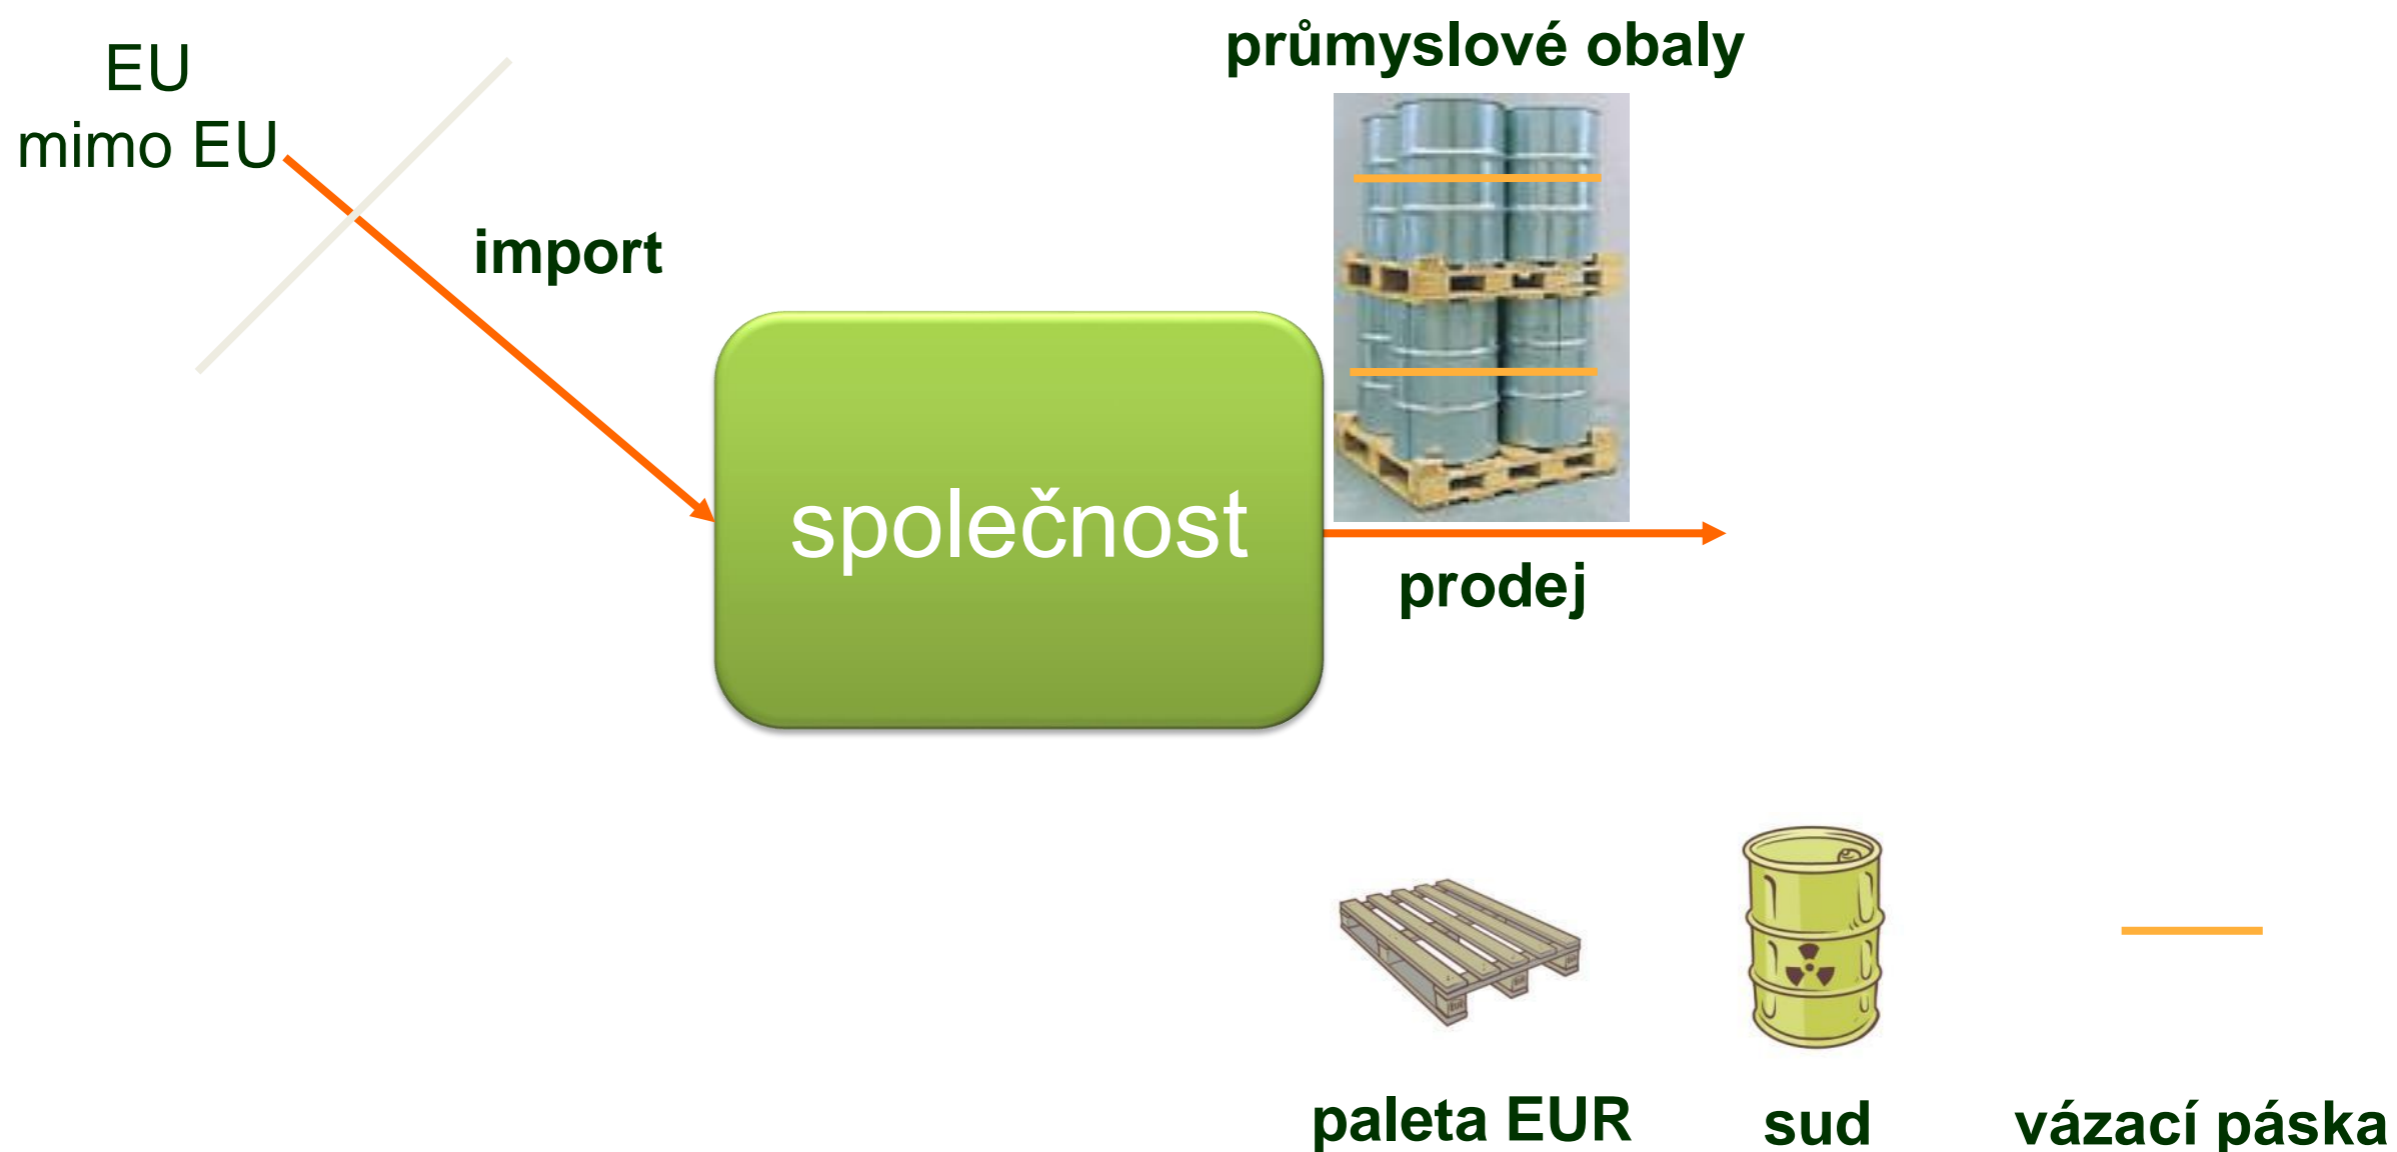 EU
mimo EU
průmyslové obaly
import
společnost
prodej
paleta EUR
sud
vázací páska